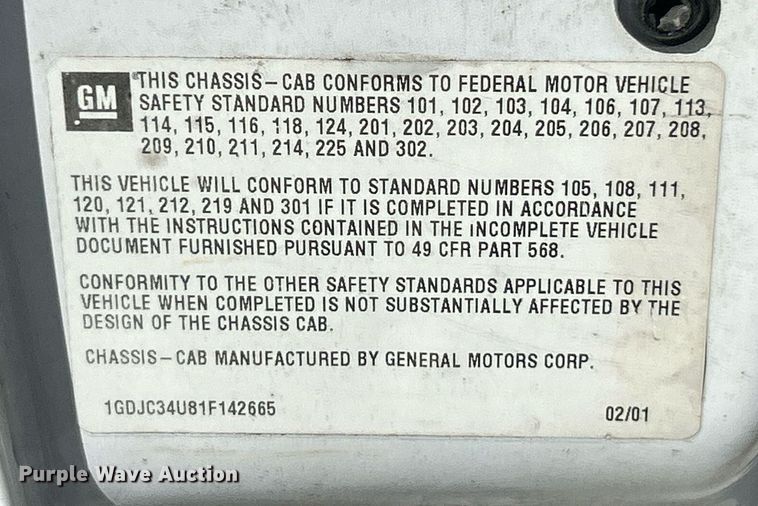 GM
THIS CHASSIS-CAB CONFORMS TO FEDERAL MOTOR VEHICLE
SAFETY STANDARD NUMBERS 101, 102, 103, 104, 106, 107, 113,
114, 115, 116, 118, 124, 201, 202, 203, 204, 205, 206, 207, 208,
209, 210, 211, 214, 225 AND 302.
THIS VEHICLE WILL CONFORM TO STANDARD NUMBERS 105, 108, 111,
120, 121, 212, 219 AND 301 IF IT IS COMPLETED IN ACCORDANCE
WITH THE INSTRUCTIONS CONTAINED IN THE INCOMPLETE VEHICLE
DOCUMENT FURNISHED PURSUANT TO 49 CFR PART 568.
CONFORMITY TO THE OTHER SAFETY STANDARDS APPLICABLE TO THIS
VEHICLE WHEN COMPLETED IS NOT SUBSTANTIALLY AFFECTED BY THE
DESIGN OF THE CHASSIS CAB.
CHASSIS-CAB MANUFACTURED BY GENERAL MOTORS CORP.
1GDJC34U81F142665 02/01
Purple Wave Auction